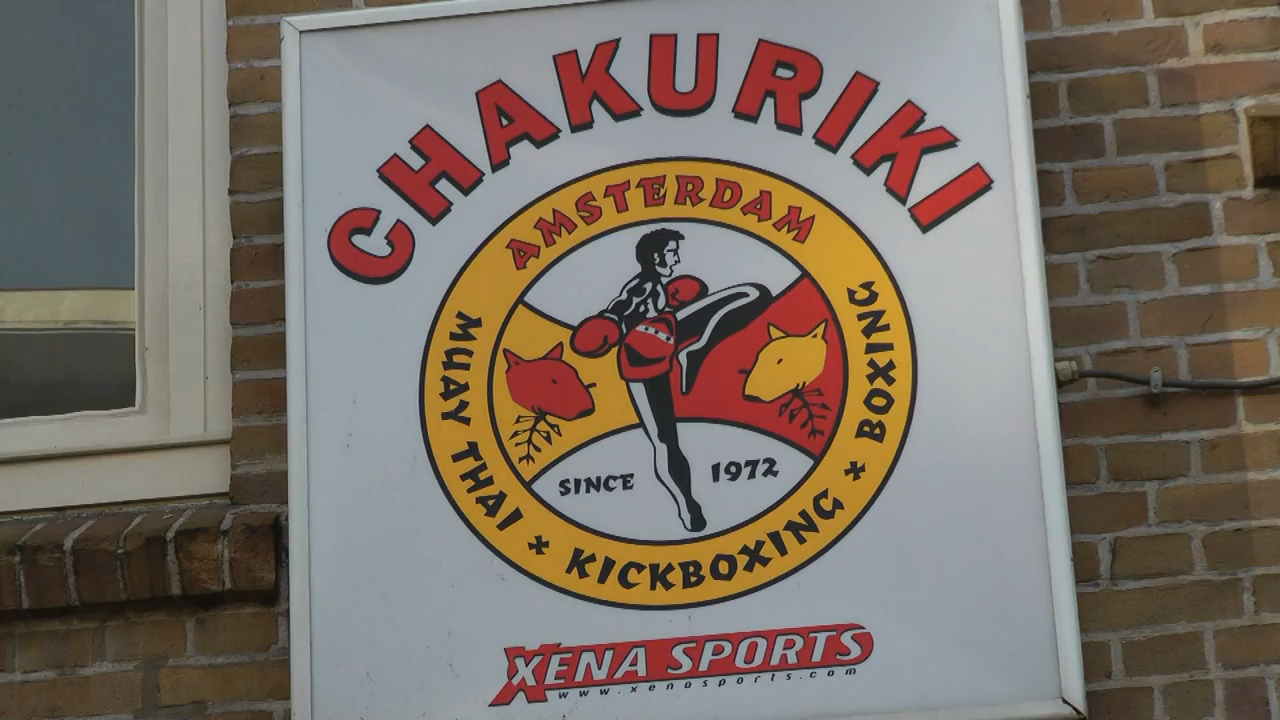 CHAKURIKI
AMSTERDAM
MUAY THAI * KICKBOXING * BOXING
SINCE 1972
XENA SPORTS
www.xenasports.com